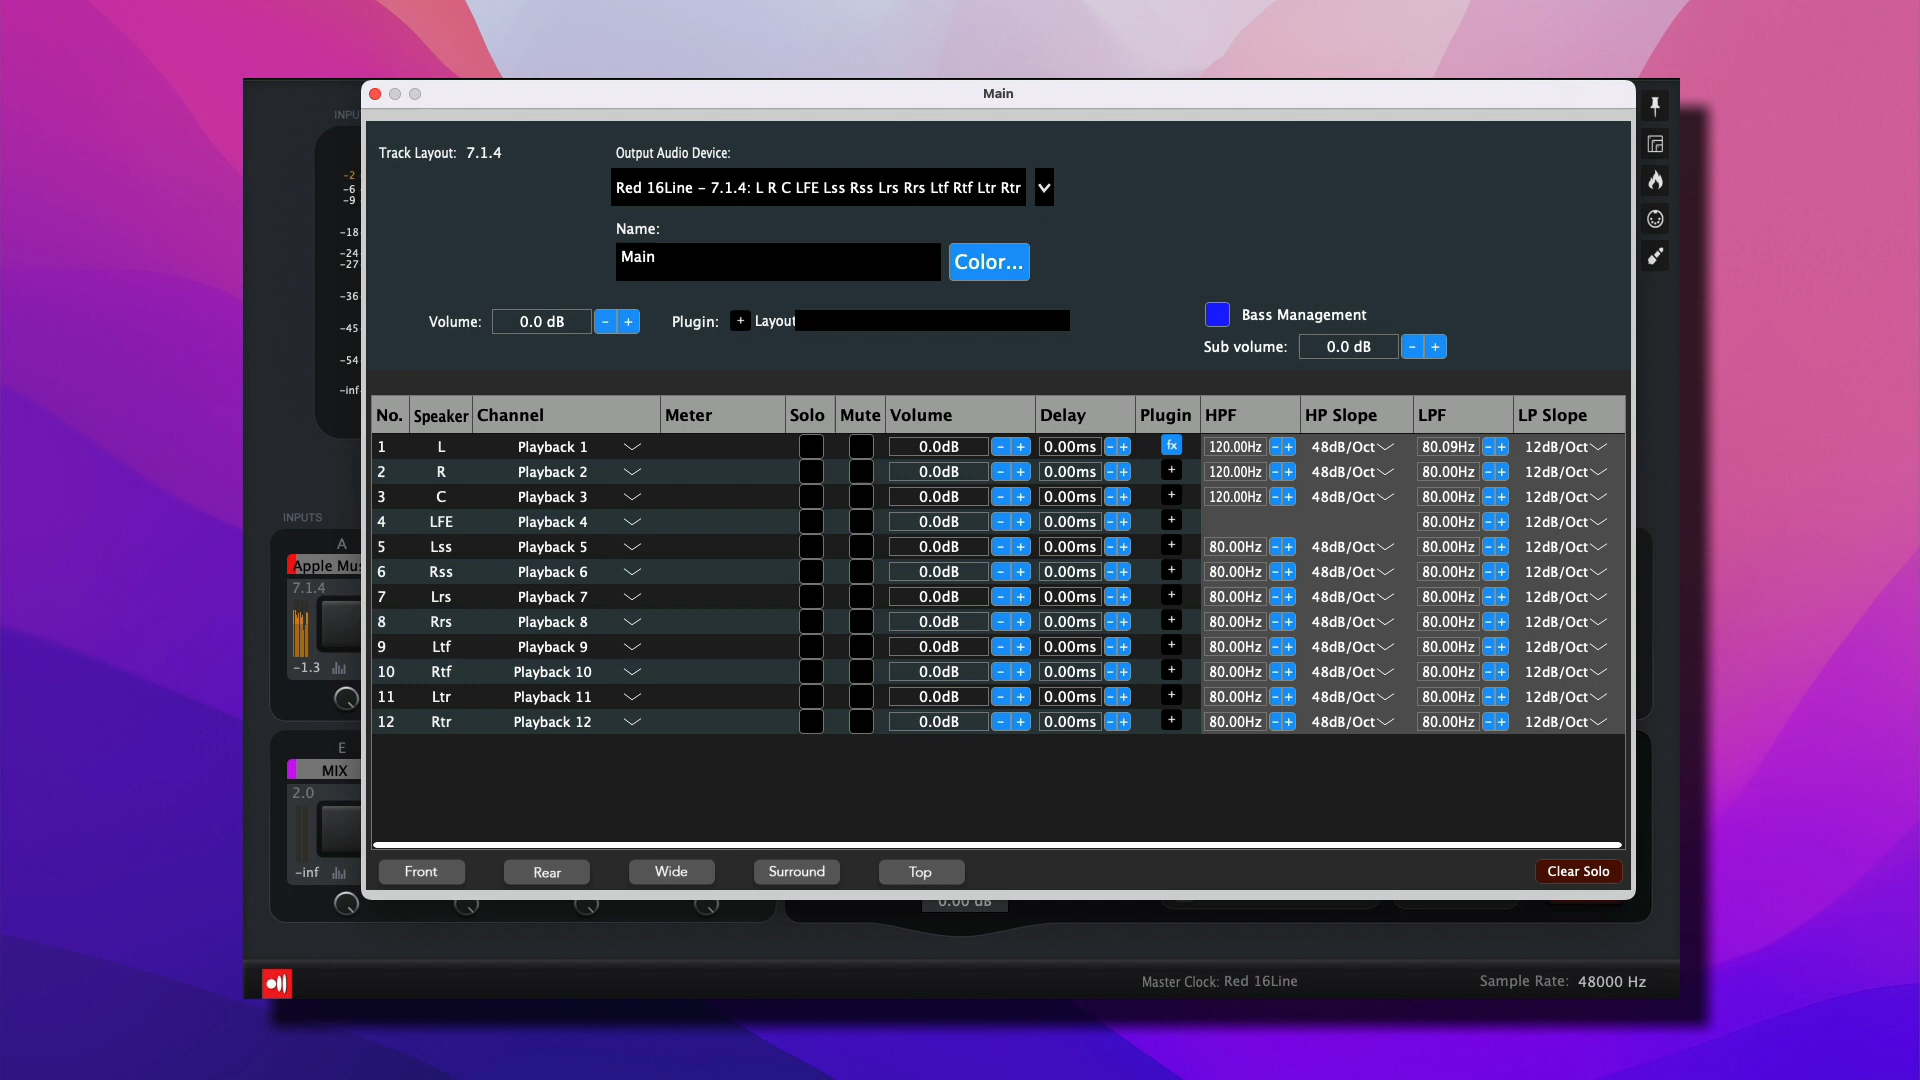 Main
INPU
-2
-6
-9
-18
-24
-27
-36
-45
-54
-inf
Track Layout: 7.1.4
Output Audio Device:
Red 16Line – 7.1.4: L R C LFE Lss Rss Lrs Rrs Ltf Rtf Ltr Rtr
Name:
Main
Color...
Volume: 0.0 dB - + Plugin: + Layout
Bass Management
Sub volume: 0.0 dB - +
No. Speaker Channel Meter Solo Mute Volume Delay Plugin HPF HP Slope LPF LP Slope
1 L Playback 1 0.0dB - + 0.00ms - + fx 120.00Hz - + 48dB/Oct 80.09Hz - + 12dB/Oct
2 R Playback 2 0.0dB - + 0.00ms - + + 120.00Hz - + 48dB/Oct 80.00Hz - + 12dB/Oct
3 C Playback 3 0.0dB - + 0.00ms - + + 120.00Hz - + 48dB/Oct 80.00Hz - + 12dB/Oct
4 LFE Playback 4 0.0dB - + 0.00ms - + + 80.00Hz - + 12dB/Oct
5 Lss Playback 5 0.0dB - + 0.00ms - + + 80.00Hz - + 48dB/Oct 80.00Hz - + 12dB/Oct
6 Rss Playback 6 0.0dB - + 0.00ms - + + 80.00Hz - + 48dB/Oct 80.00Hz - + 12dB/Oct
7 Lrs Playback 7 0.0dB - + 0.00ms - + + 80.00Hz - + 48dB/Oct 80.00Hz - + 12dB/Oct
8 Rrs Playback 8 0.0dB - + 0.00ms - + + 80.00Hz - + 48dB/Oct 80.00Hz - + 12dB/Oct
9 Ltf Playback 9 0.0dB - + 0.00ms - + + 80.00Hz - + 48dB/Oct 80.00Hz - + 12dB/Oct
10 Rtf Playback 10 0.0dB - + 0.00ms - + + 80.00Hz - + 48dB/Oct 80.00Hz - + 12dB/Oct
11 Ltr Playback 11 0.0dB - + 0.00ms - + + 80.00Hz - + 48dB/Oct 80.00Hz - + 12dB/Oct
12 Rtr Playback 12 0.0dB - + 0.00ms - + + 80.00Hz - + 48dB/Oct 80.00Hz - + 12dB/Oct
Front Rear Wide Surround Top Clear Solo
INPUTS
A
Apple Mus
7.1.4
-1.3
E
MIX
2.0
-inf
0.00 dB
Master Clock: Red 16Line
Sample Rate: 48000 Hz